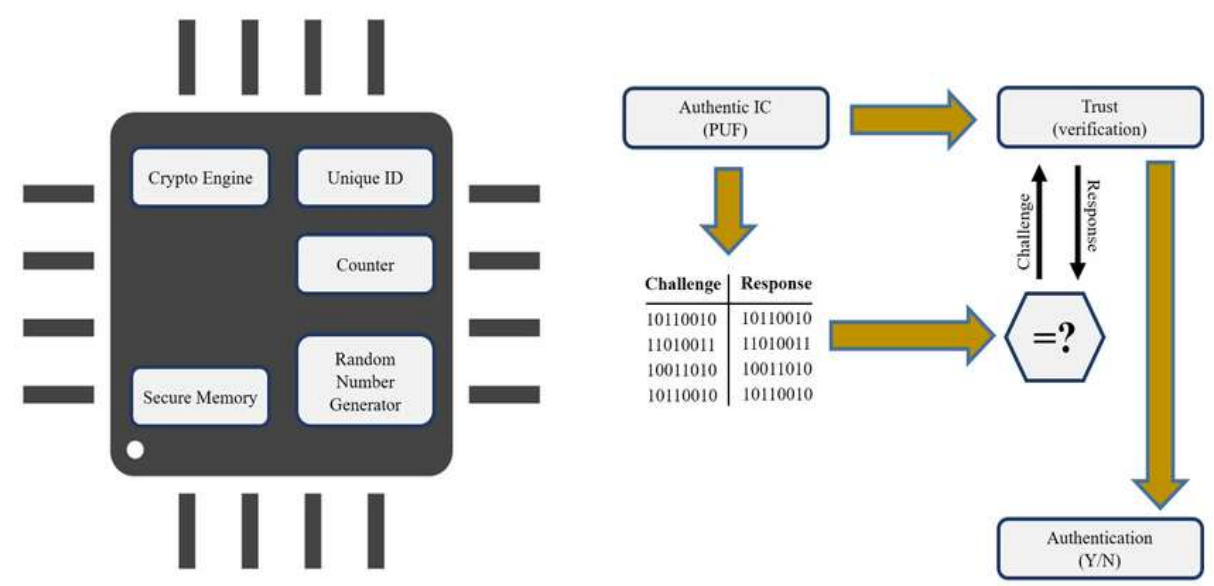 Crypto Engine
Unique ID
Counter
Secure Memory
Random
Number
Generator
Authentic IC
(PUF)
Trust
(verification)
Challenge
Response
Challenge Response
10110010 10110010
11010011 11010011
10011010 10011010
10110010 10110010
=?
Authentication
(Y/N)